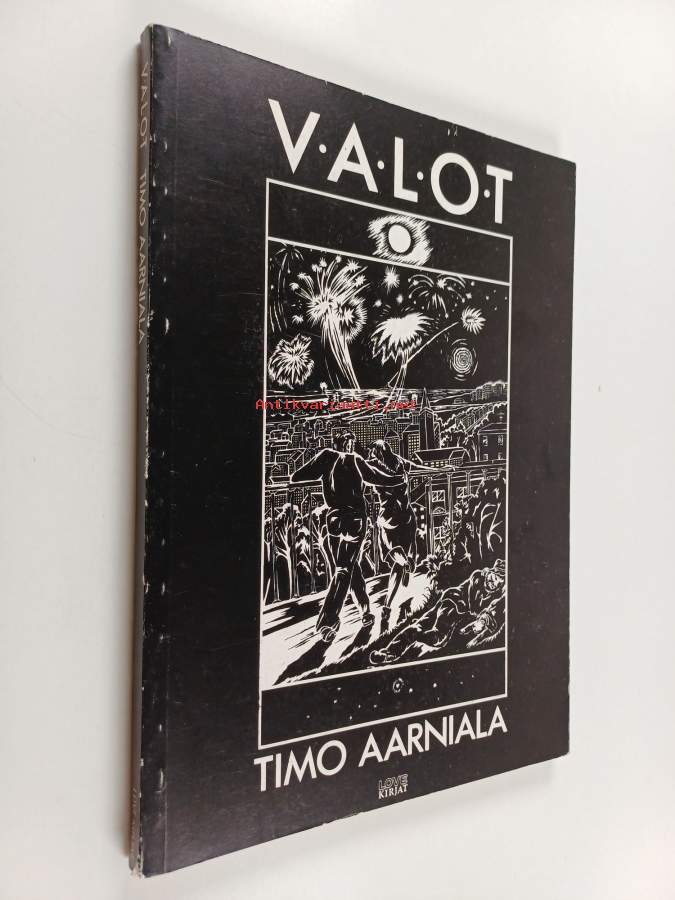 V·A·L·O·T
Antikvariaatti.net
TIMO AARNIALA
LOVE
KIRJAT
VALOT TIMO AARNIALA